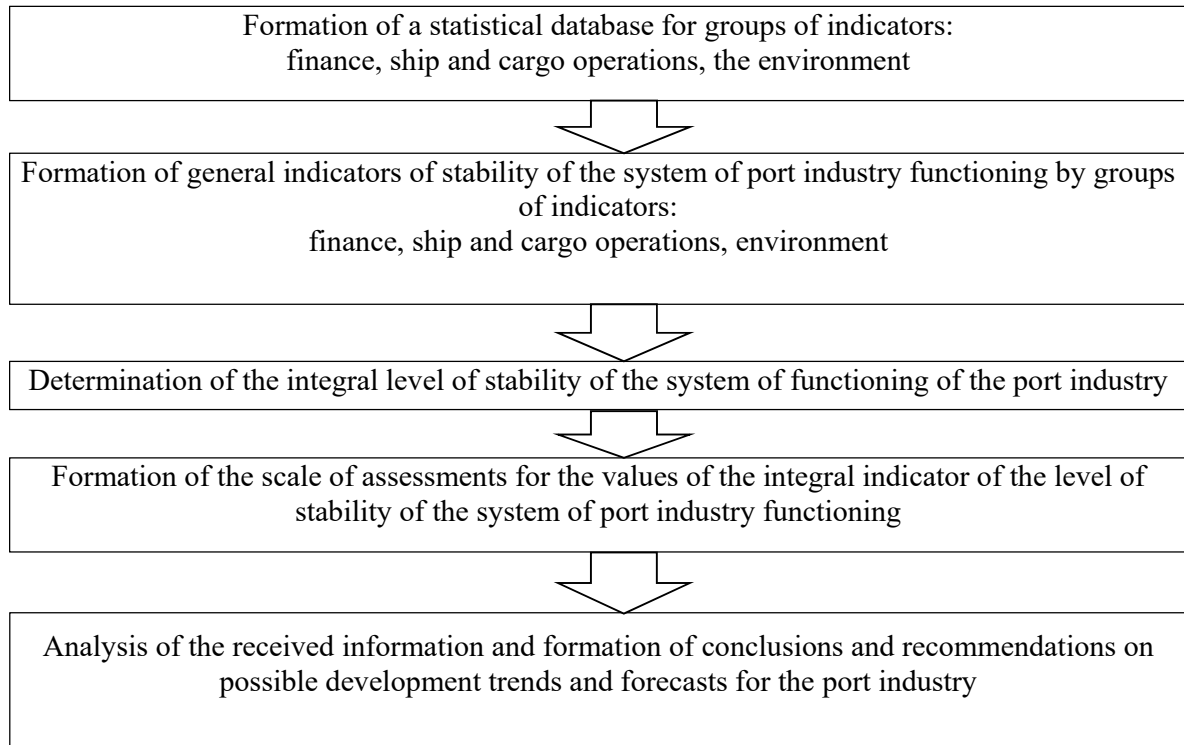 Formation of a statistical database for groups of indicators:
finance, ship and cargo operations, the environment
Formation of general indicators of stability of the system of port industry functioning by groups
of indicators:
finance, ship and cargo operations, environment
Determination of the integral level of stability of the system of functioning of the port industry
Formation of the scale of assessments for the values of the integral indicator of the level of
stability of the system of port industry functioning
Analysis of the received information and formation of conclusions and recommendations on
possible development trends and forecasts for the port industry